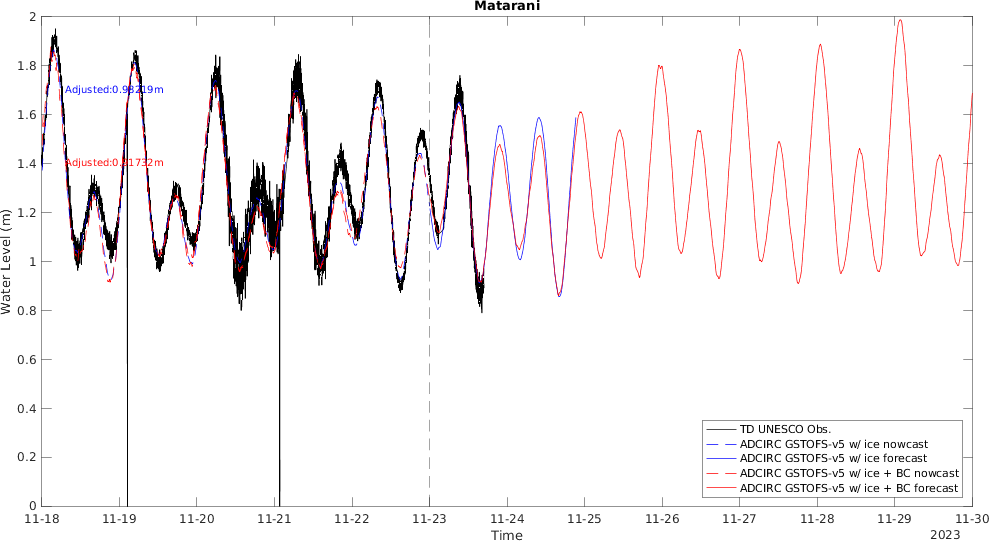 Matarani
2
1.8
1.6
1.4
1.2
1
0.8
0.6
0.4
0.2
0
Water Level (m)
Adjusted:0.93219m
TD UNESCO Obs.
ADCIRC GSTOFS-v5 w/ ice nowcast
ADCIRC GSTOFS-v5 w/ ice forecast
ADCIRC GSTOFS-v5 w/ ice + BC nowcast
ADCIRC GSTOFS-v5 w/ ice + BC forecast
11-18 11-19 11-20 11-21 11-22 11-23 11-24 11-25 11-26 11-27 11-28 11-29 11-30
Time
2023